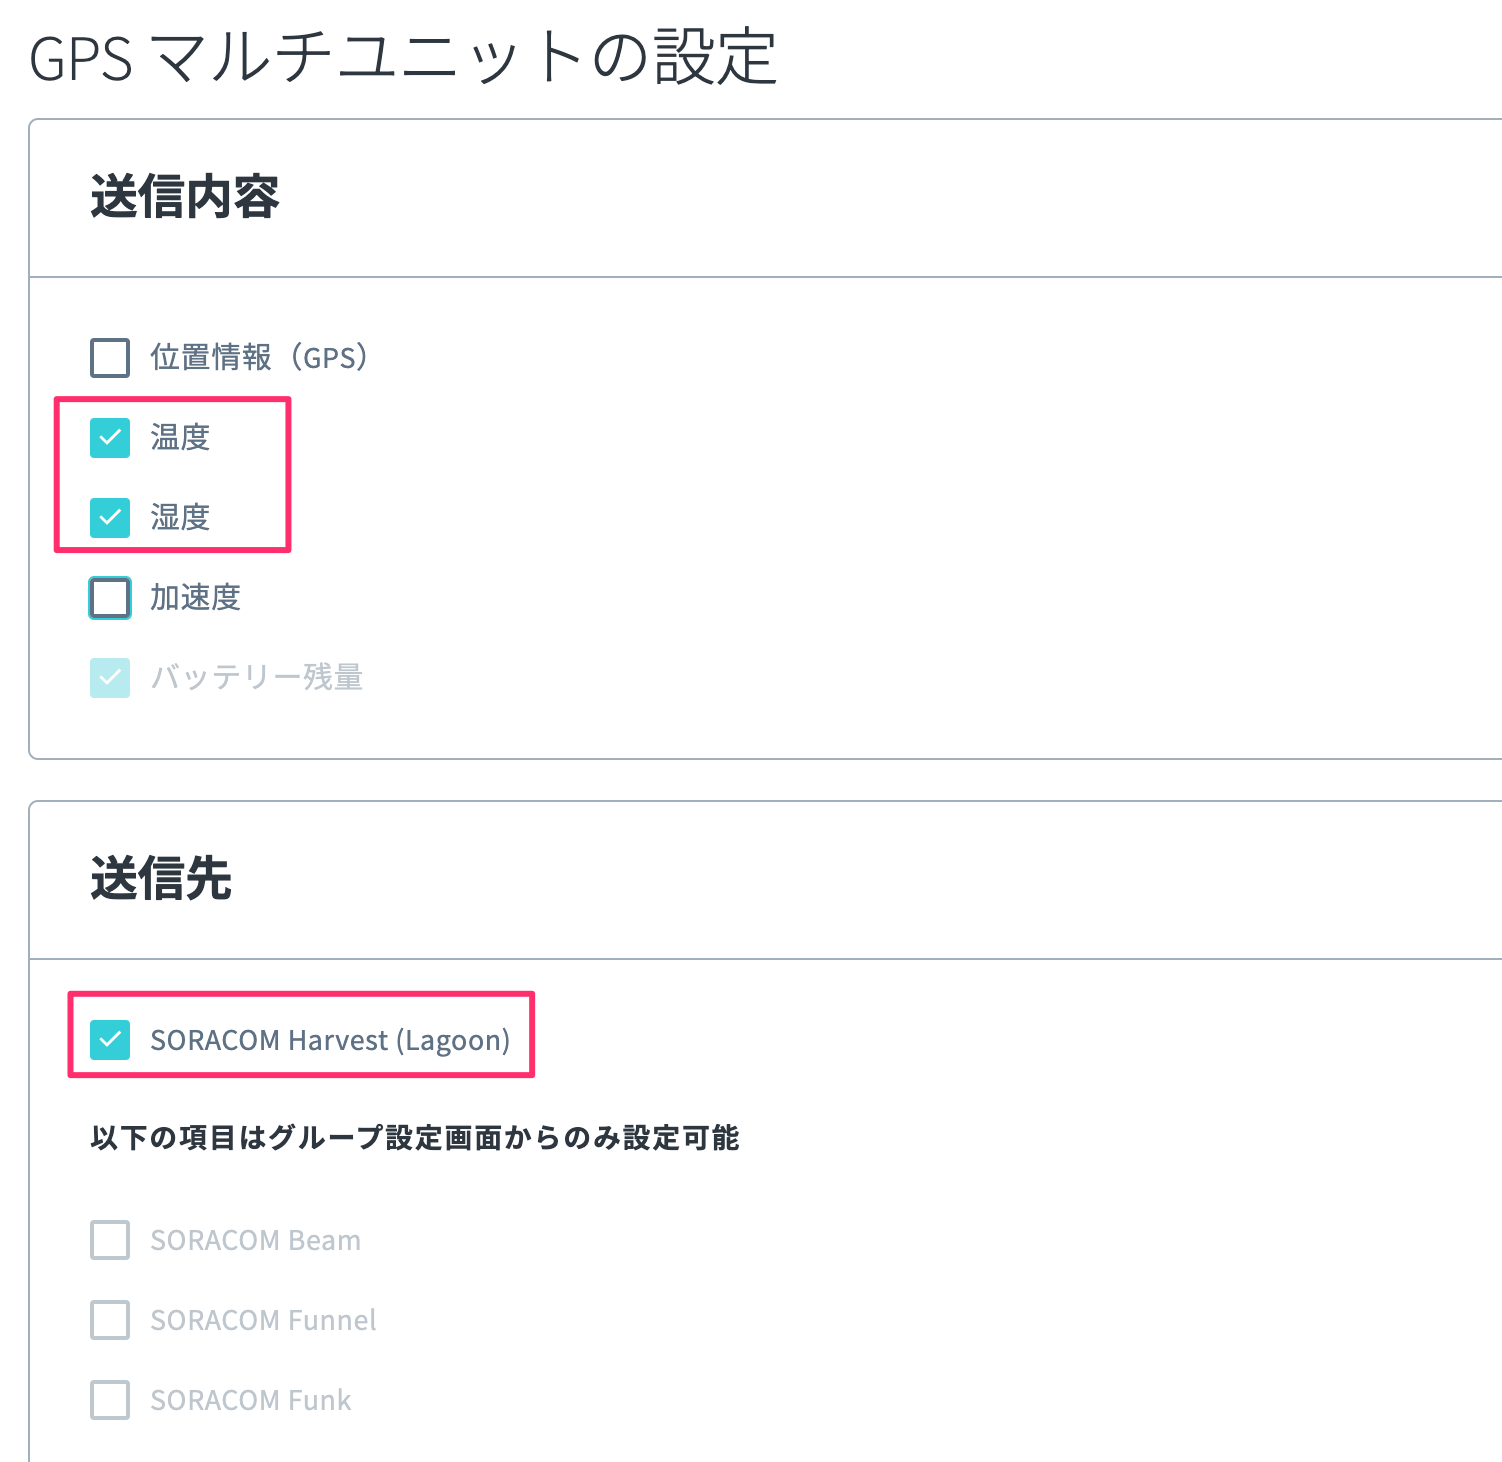 GPS マルチユニットの設定
送信内容
位置情報（GPS）
温度
湿度
加速度
バッテリー残量
送信先
SORACOM Harvest (Lagoon)
以下の項目はグループ設定画面からのみ設定可能
SORACOM Beam
SORACOM Funnel
SORACOM Funk